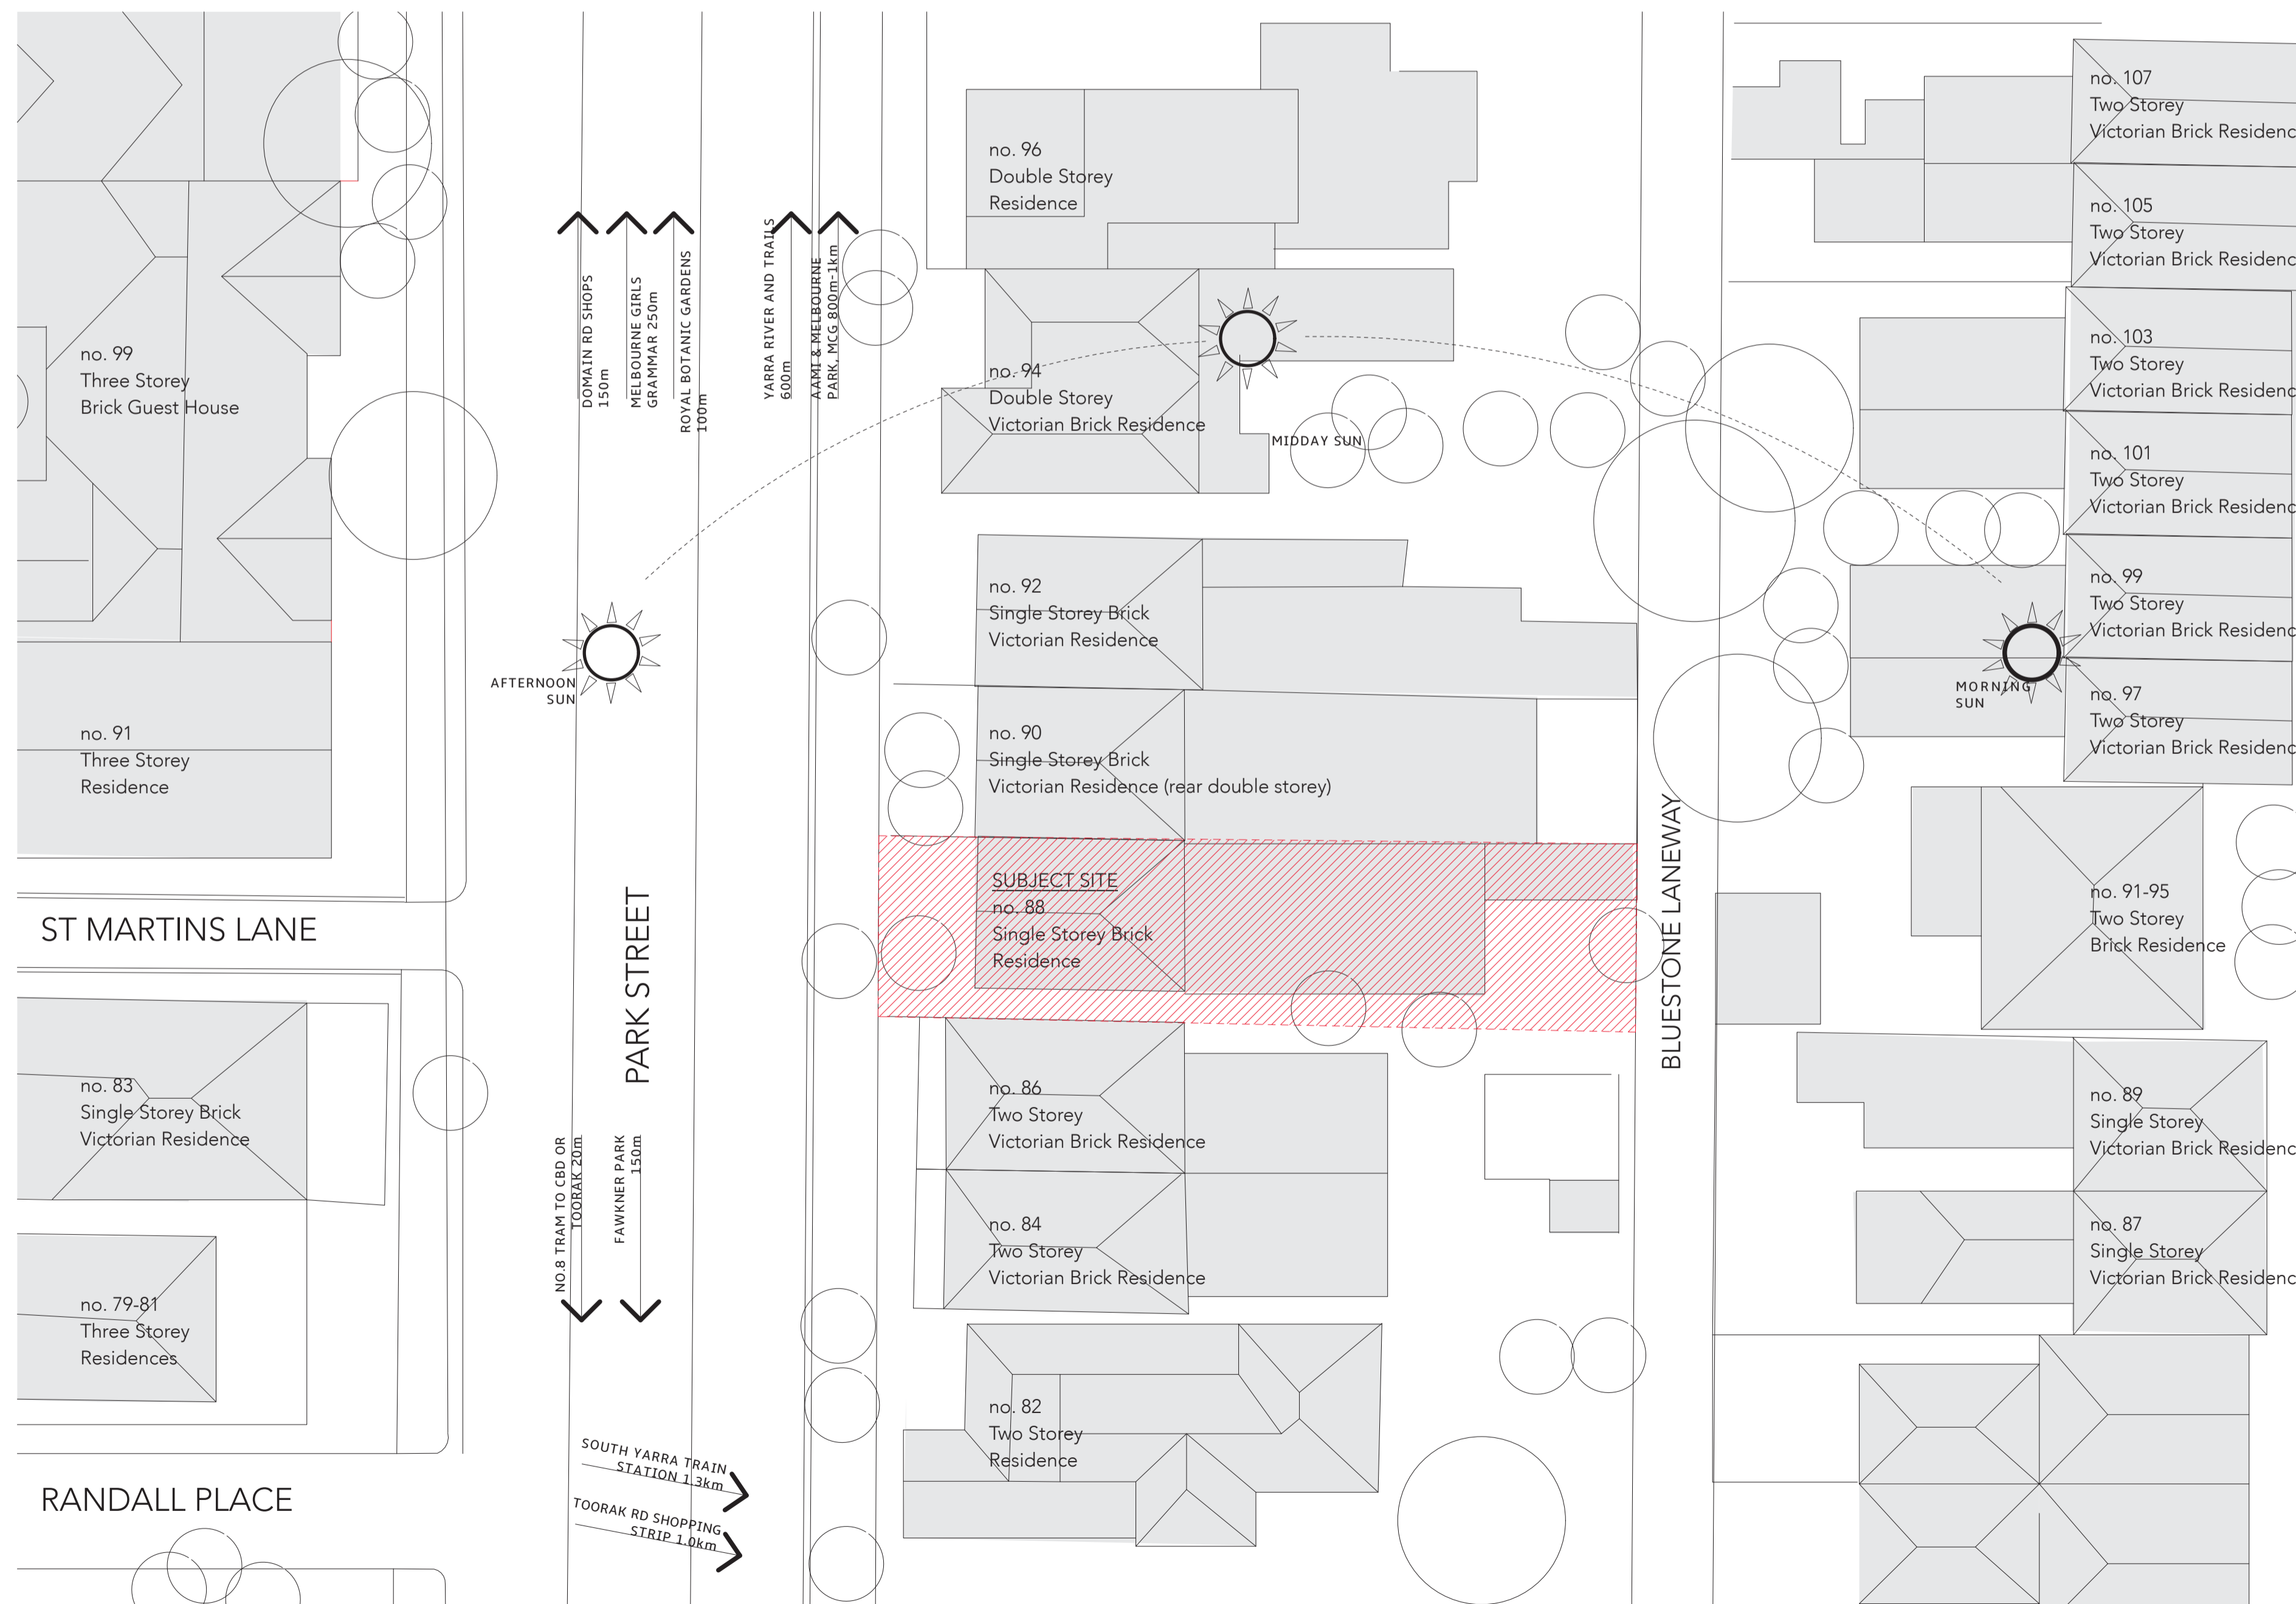 no. 99
Three Storey
Brick Guest House
no. 91
Three Storey
Residence
ST MARTINS LANE
no. 83
Single Storey Brick
Victorian Residence
no. 79-81
Three Storey
Residences
RANDALL PLACE
DOMAIN RD SHOPS
150m
MELBOURNE GIRLS
GRAMMAR 250m
ROYAL BOTANIC GARDENS
100m
YARRA RIVER AND TRAILS
600m
AAMI & MELBOURNE
PARK, MCG 800m-1km
AFTERNOON
SUN
PARK STREET
NO.8 TRAM TO CBD OR
TOORAK 20m
FAWKNER PARK
150m
SOUTH YARRA TRAIN
STATION 1.3km
TOORAK RD SHOPPING
STRIP 1.0km
no. 96
Double Storey
Residence
no. 94
Double Storey
Victorian Brick Residence
MIDDAY SUN
no. 92
Single Storey Brick
Victorian Residence
no. 90
Single Storey Brick
Victorian Residence (rear double storey)
SUBJECT SITE
no. 88
Single Storey Brick
Residence
no. 86
Two Storey
Victorian Brick Residence
no. 84
Two Storey
Victorian Brick Residence
no. 82
Two Storey
Residence
BLUESTONE LANEWAY
no. 107
Two Storey
Victorian Brick Residenc
no. 105
Two Storey
Victorian Brick Residenc
no. 103
Two Storey
Victorian Brick Residenc
no. 101
Two Storey
Victorian Brick Residenc
no. 99
Two Storey
Victorian Brick Residenc
MORNING
SUN
no. 97
Two Storey
Victorian Brick Residenc
no. 91-95
Two Storey
Brick Residence
no. 89
Single Storey
Victorian Brick Residenc
no. 87
Single Storey
Victorian Brick Residenc